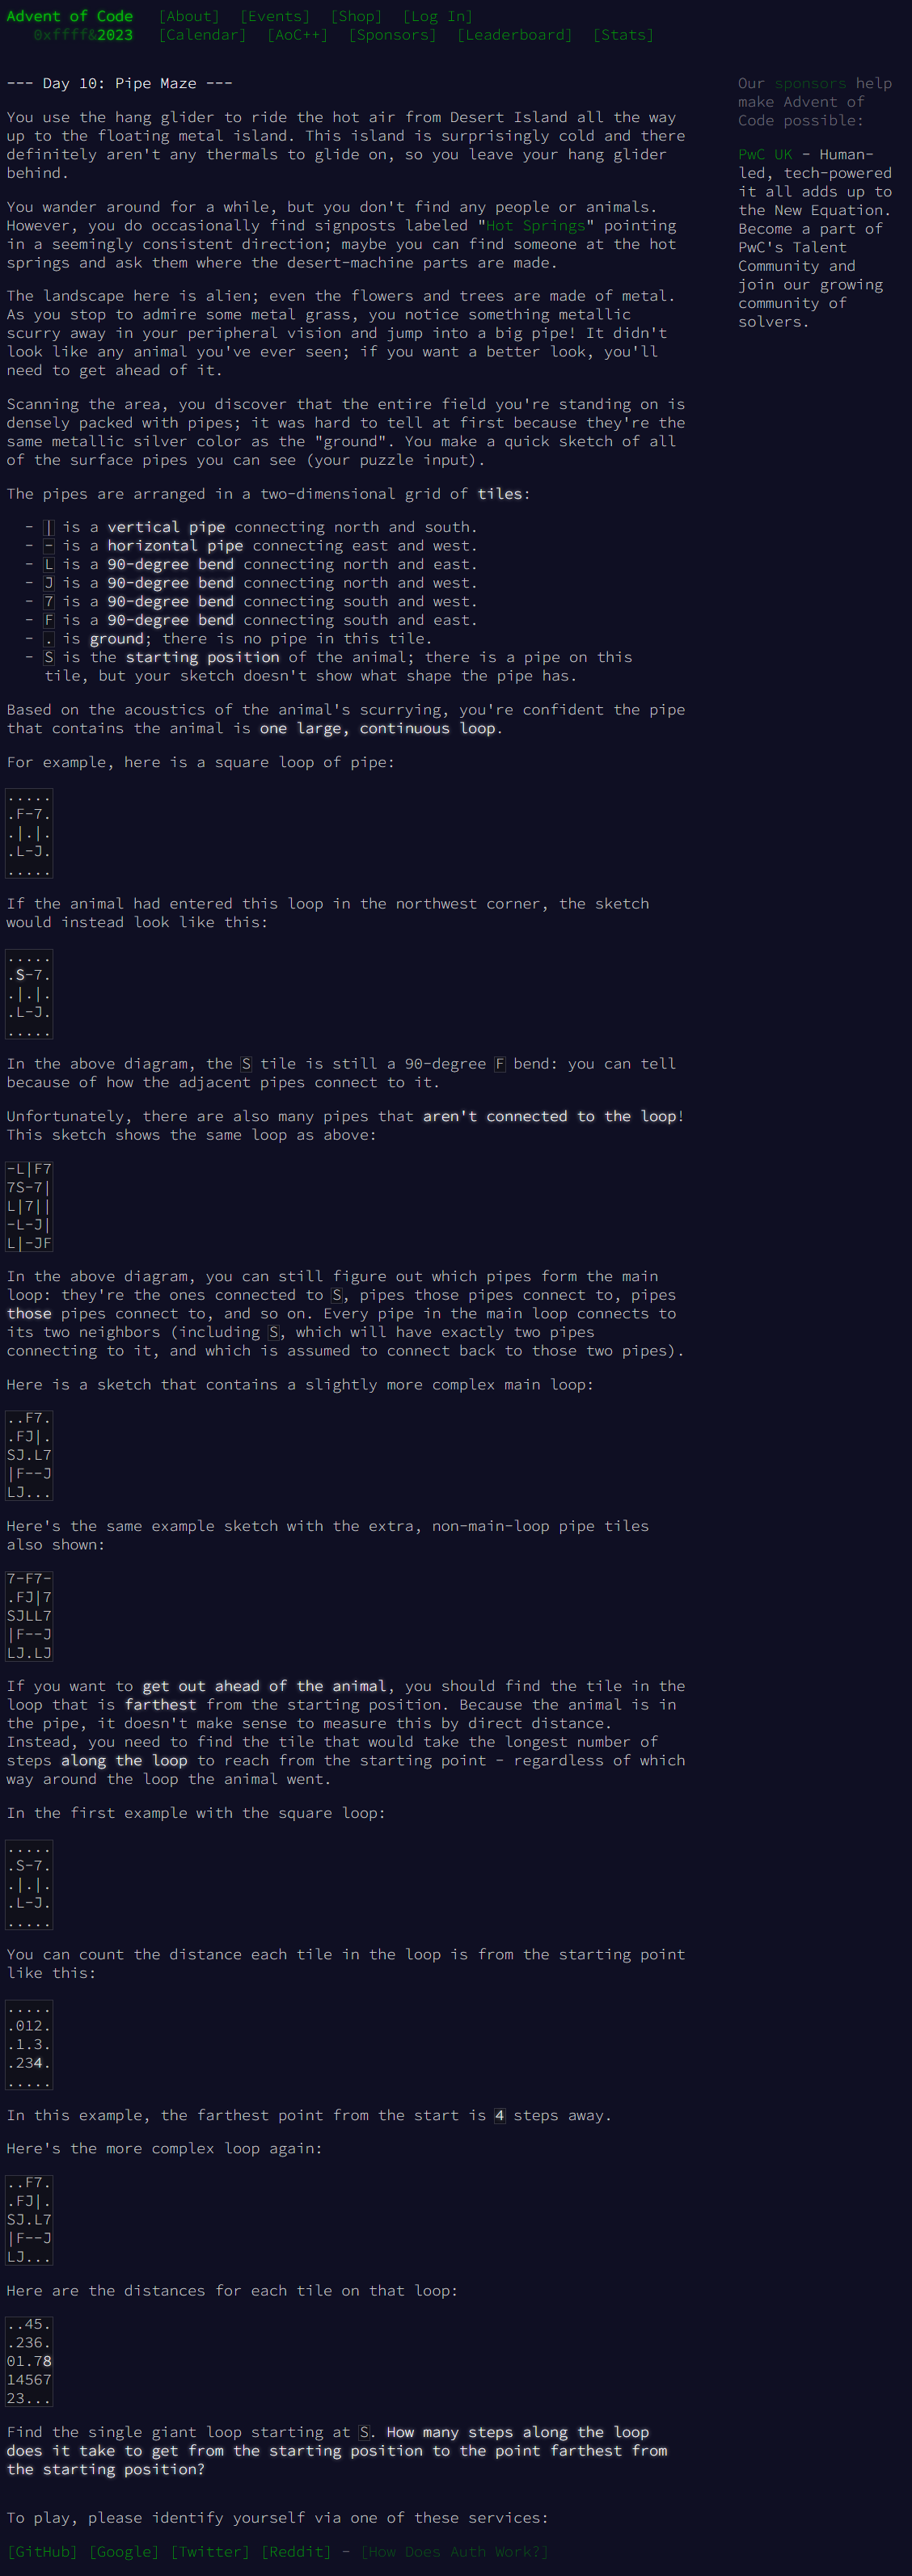 Advent of Code [About] [Events] [Shop] [Log In]
0xffff&2023 [Calendar] [AoC++] [Sponsors] [Leaderboard] [Stats]
--- Day 10: Pipe Maze ---
You use the hang glider to ride the hot air from Desert Island all the way
up to the floating metal island. This island is surprisingly cold and there
definitely aren't any thermals to glide on, so you leave your hang glider
behind.
You wander around for a while, but you don't find any people or animals.
However, you do occasionally find signposts labeled "Hot Springs" pointing
in a seemingly consistent direction; maybe you can find someone at the hot
springs and ask them where the desert-machine parts are made.
The landscape here is alien; even the flowers and trees are made of metal.
As you stop to admire some metal grass, you notice something metallic
scurry away in your peripheral vision and jump into a big pipe! It didn't
look like any animal you've ever seen; if you want a better look, you'll
need to get ahead of it.
Scanning the area, you discover that the entire field you're standing on is
densely packed with pipes; it was hard to tell at first because they're the
same metallic silver color as the "ground". You make a quick sketch of all
of the surface pipes you can see (your puzzle input).
The pipes are arranged in a two-dimensional grid of tiles:
- | is a vertical pipe connecting north and south.
- - is a horizontal pipe connecting east and west.
- L is a 90-degree bend connecting north and east.
- J is a 90-degree bend connecting north and west.
- 7 is a 90-degree bend connecting south and west.
- F is a 90-degree bend connecting south and east.
- . is ground; there is no pipe in this tile.
- S is the starting position of the animal; there is a pipe on this
tile, but your sketch doesn't show what shape the pipe has.
Based on the acoustics of the animal's scurrying, you're confident the pipe
that contains the animal is one large, continuous loop.
For example, here is a square loop of pipe:
.....
.F-7.
.|.|.
.L-J.
.....
If the animal had entered this loop in the northwest corner, the sketch
would instead look like this:
.....
.S-7.
.|.|.
.L-J.
.....
In the above diagram, the S tile is still a 90-degree F bend: you can tell
because of how the adjacent pipes connect to it.
Unfortunately, there are also many pipes that aren't connected to the loop!
This sketch shows the same loop as above:
-L|F7
7S-7|
L|7||
-L-J|
L|-JF
In the above diagram, you can still figure out which pipes form the main
loop: they're the ones connected to S, pipes those pipes connect to, pipes
those pipes connect to, and so on. Every pipe in the main loop connects to
its two neighbors (including S, which will have exactly two pipes
connecting to it, and which is assumed to connect back to those two pipes).
Here is a sketch that contains a slightly more complex main loop:
..F7.
.FJ|.
SJ.L7
|F--J
LJ...
Here's the same example sketch with the extra, non-main-loop pipe tiles
also shown:
7-F7-
.FJ|7
SJLL7
|F--J
LJ.LJ
If you want to get out ahead of the animal, you should find the tile in the
loop that is farthest from the starting position. Because the animal is in
the pipe, it doesn't make sense to measure this by direct distance.
Instead, you need to find the tile that would take the longest number of
steps along the loop to reach from the starting point - regardless of which
way around the loop the animal went.
In the first example with the square loop:
.....
.S-7.
.|.|.
.L-J.
.....
You can count the distance each tile in the loop is from the starting point
like this:
.....
.012.
.1.3.
.234.
.....
In this example, the farthest point from the start is 4 steps away.
Here's the more complex loop again:
..F7.
.FJ|.
SJ.L7
|F--J
LJ...
Here are the distances for each tile on that loop:
..45.
.236.
01.78
14567
23...
Find the single giant loop starting at S. How many steps along the loop
does it take to get from the starting position to the point farthest from
the starting position?
To play, please identify yourself via one of these services:
[GitHub] [Google] [Twitter] [Reddit] - [How Does Auth Work?]
Our sponsors help
make Advent of
Code possible:
PwC UK - Human-
led, tech-powered
it all adds up to
the New Equation.
Become a part of
PwC's Talent
Community and
join our growing
community of
solvers.